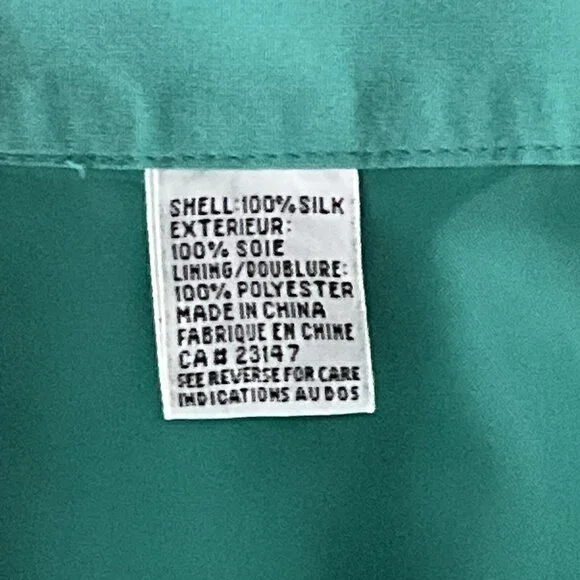 SHELL:100%SILK
EXTERIEUR:
100% SOIE
LINING/DOUBLURE:
100% POLYESTER
MADE IN CHINA
FABRIQUE EN CHINE
CA# 23147
SEE REVERSE FOR CARE
INDICATIONS AU DOS